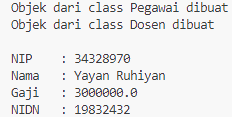 Objek dari class Pegawai dibuat
Objek dari class Dosen dibuat
NIP : 34328970
Nama : Yayan Ruhiyan
Gaji : 3000000.0
NIDN : 19832432